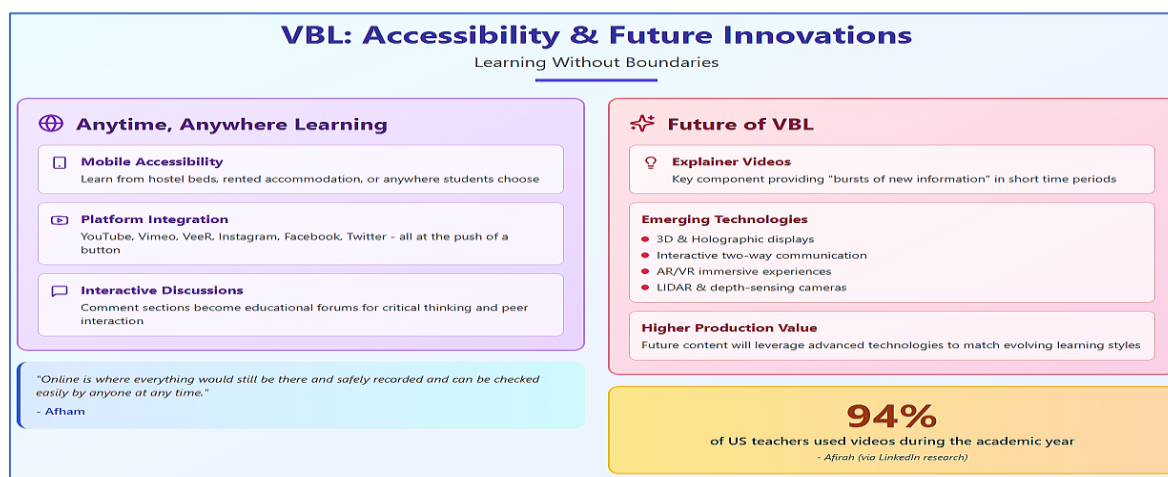 VBL: Accessibility & Future Innovations
Learning Without Boundaries
Anytime, Anywhere Learning
Mobile Accessibility
Learn from hostel beds, rented accommodation, or anywhere students choose
Platform Integration
YouTube, Vimeo, VeeR, Instagram, Facebook, Twitter - all at the push of a
button
Interactive Discussions
Comment sections become educational forums for critical thinking and peer
interaction
"Online is where everything would still be there and safely recorded and can be checked
easily by anyone at any time."
- Afham
Future of VBL
Explainer Videos
Key component providing "bursts of new information" in short time periods
Emerging Technologies
3D & Holographic displays
Interactive two-way communication
AR/VR immersive experiences
LIDAR & depth-sensing cameras
Higher Production Value
Future content will leverage advanced technologies to match evolving learning styles
94%
of US teachers used videos during the academic year
- Afirah (via LinkedIn research)